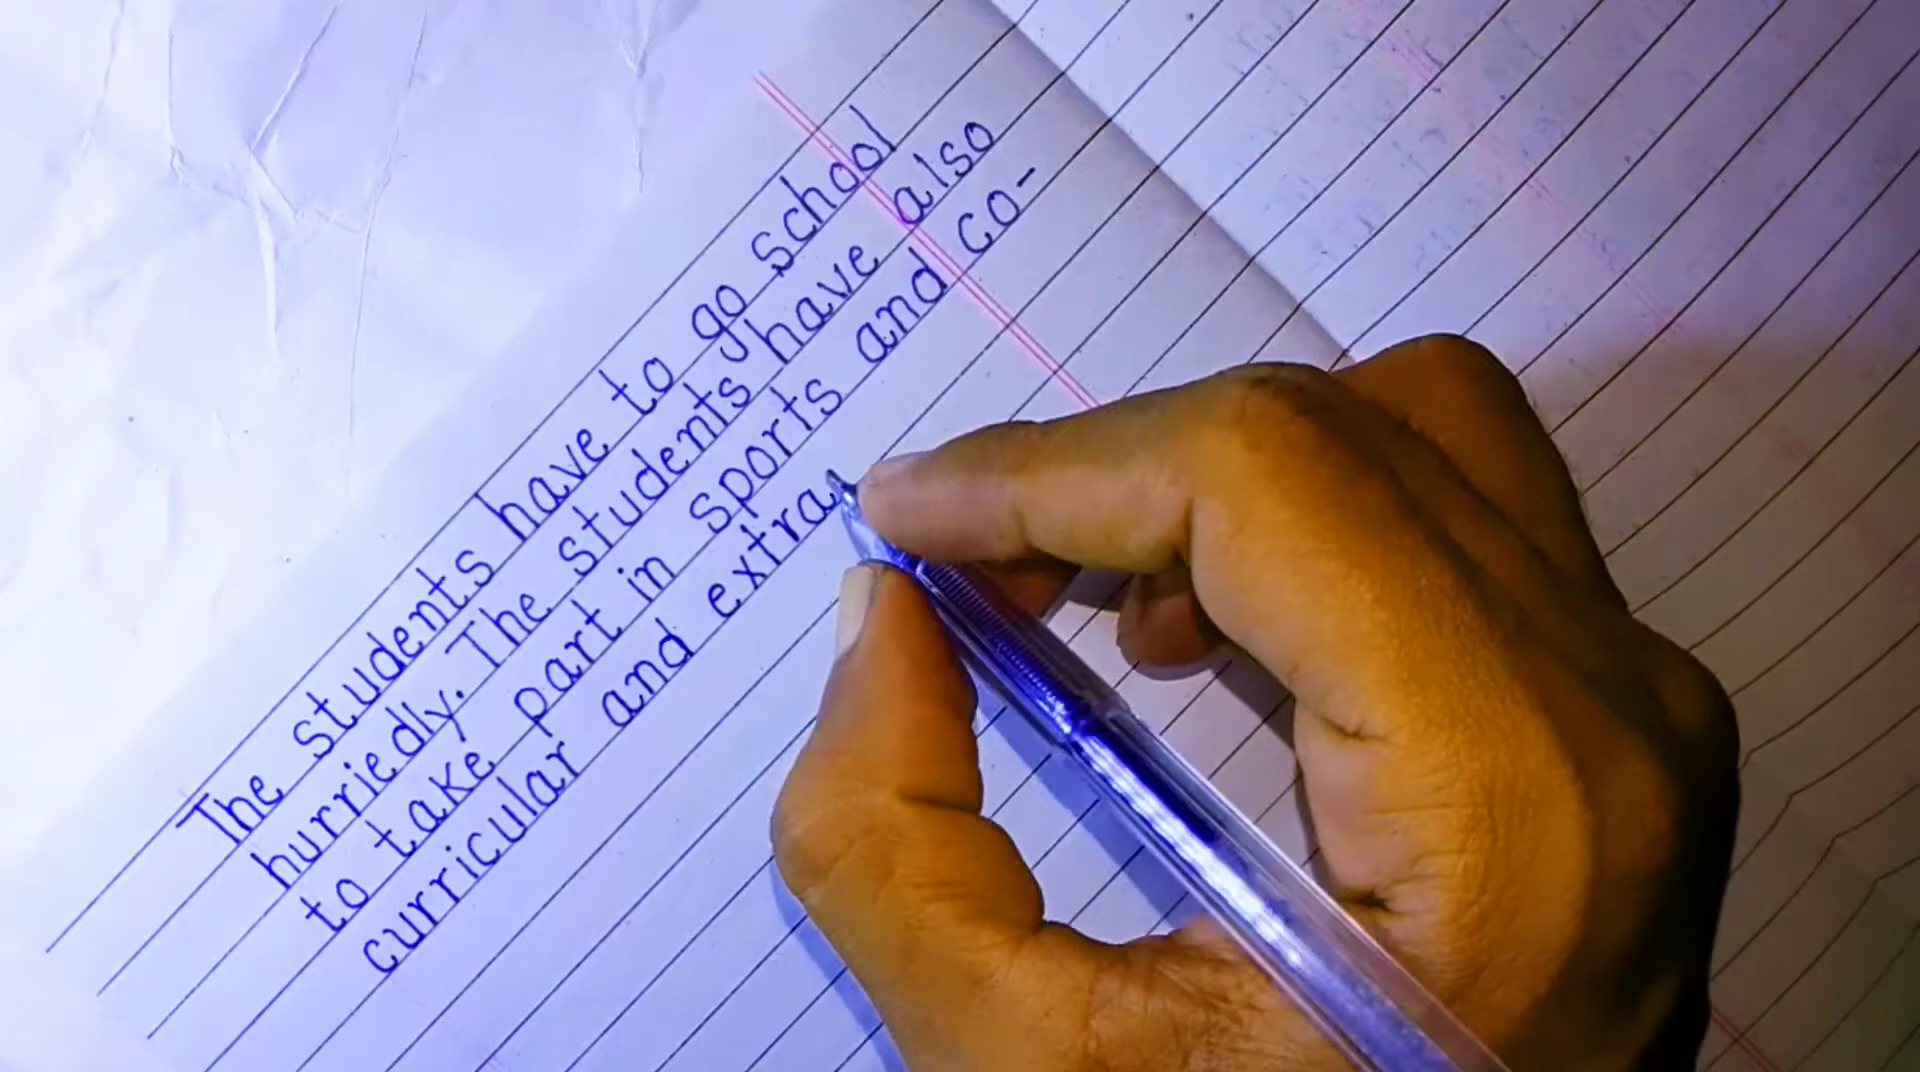 The students have to go school
hurriedly. The students have also
to take part in sports and co-
curricular and extra